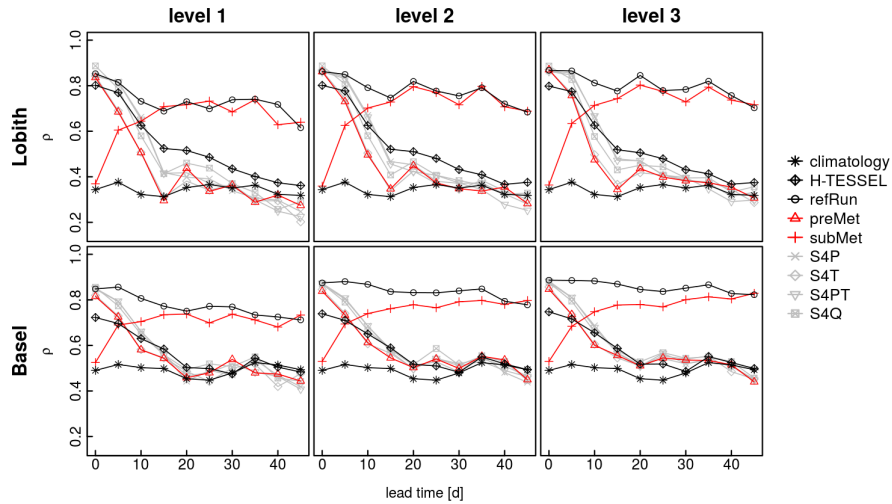 level 1 level 2 level 3
Lobith
ρ
1.0
0.8
0.6
0.4
0.2
Basel
ρ
1.0
0.8
0.6
0.4
0.2
0 10 20 30 40 0 10 20 30 40 0 10 20 30 40
lead time [d]
climatology
H-TESSEL
refRun
preMet
subMet
S4P
S4T
S4PT
S4Q